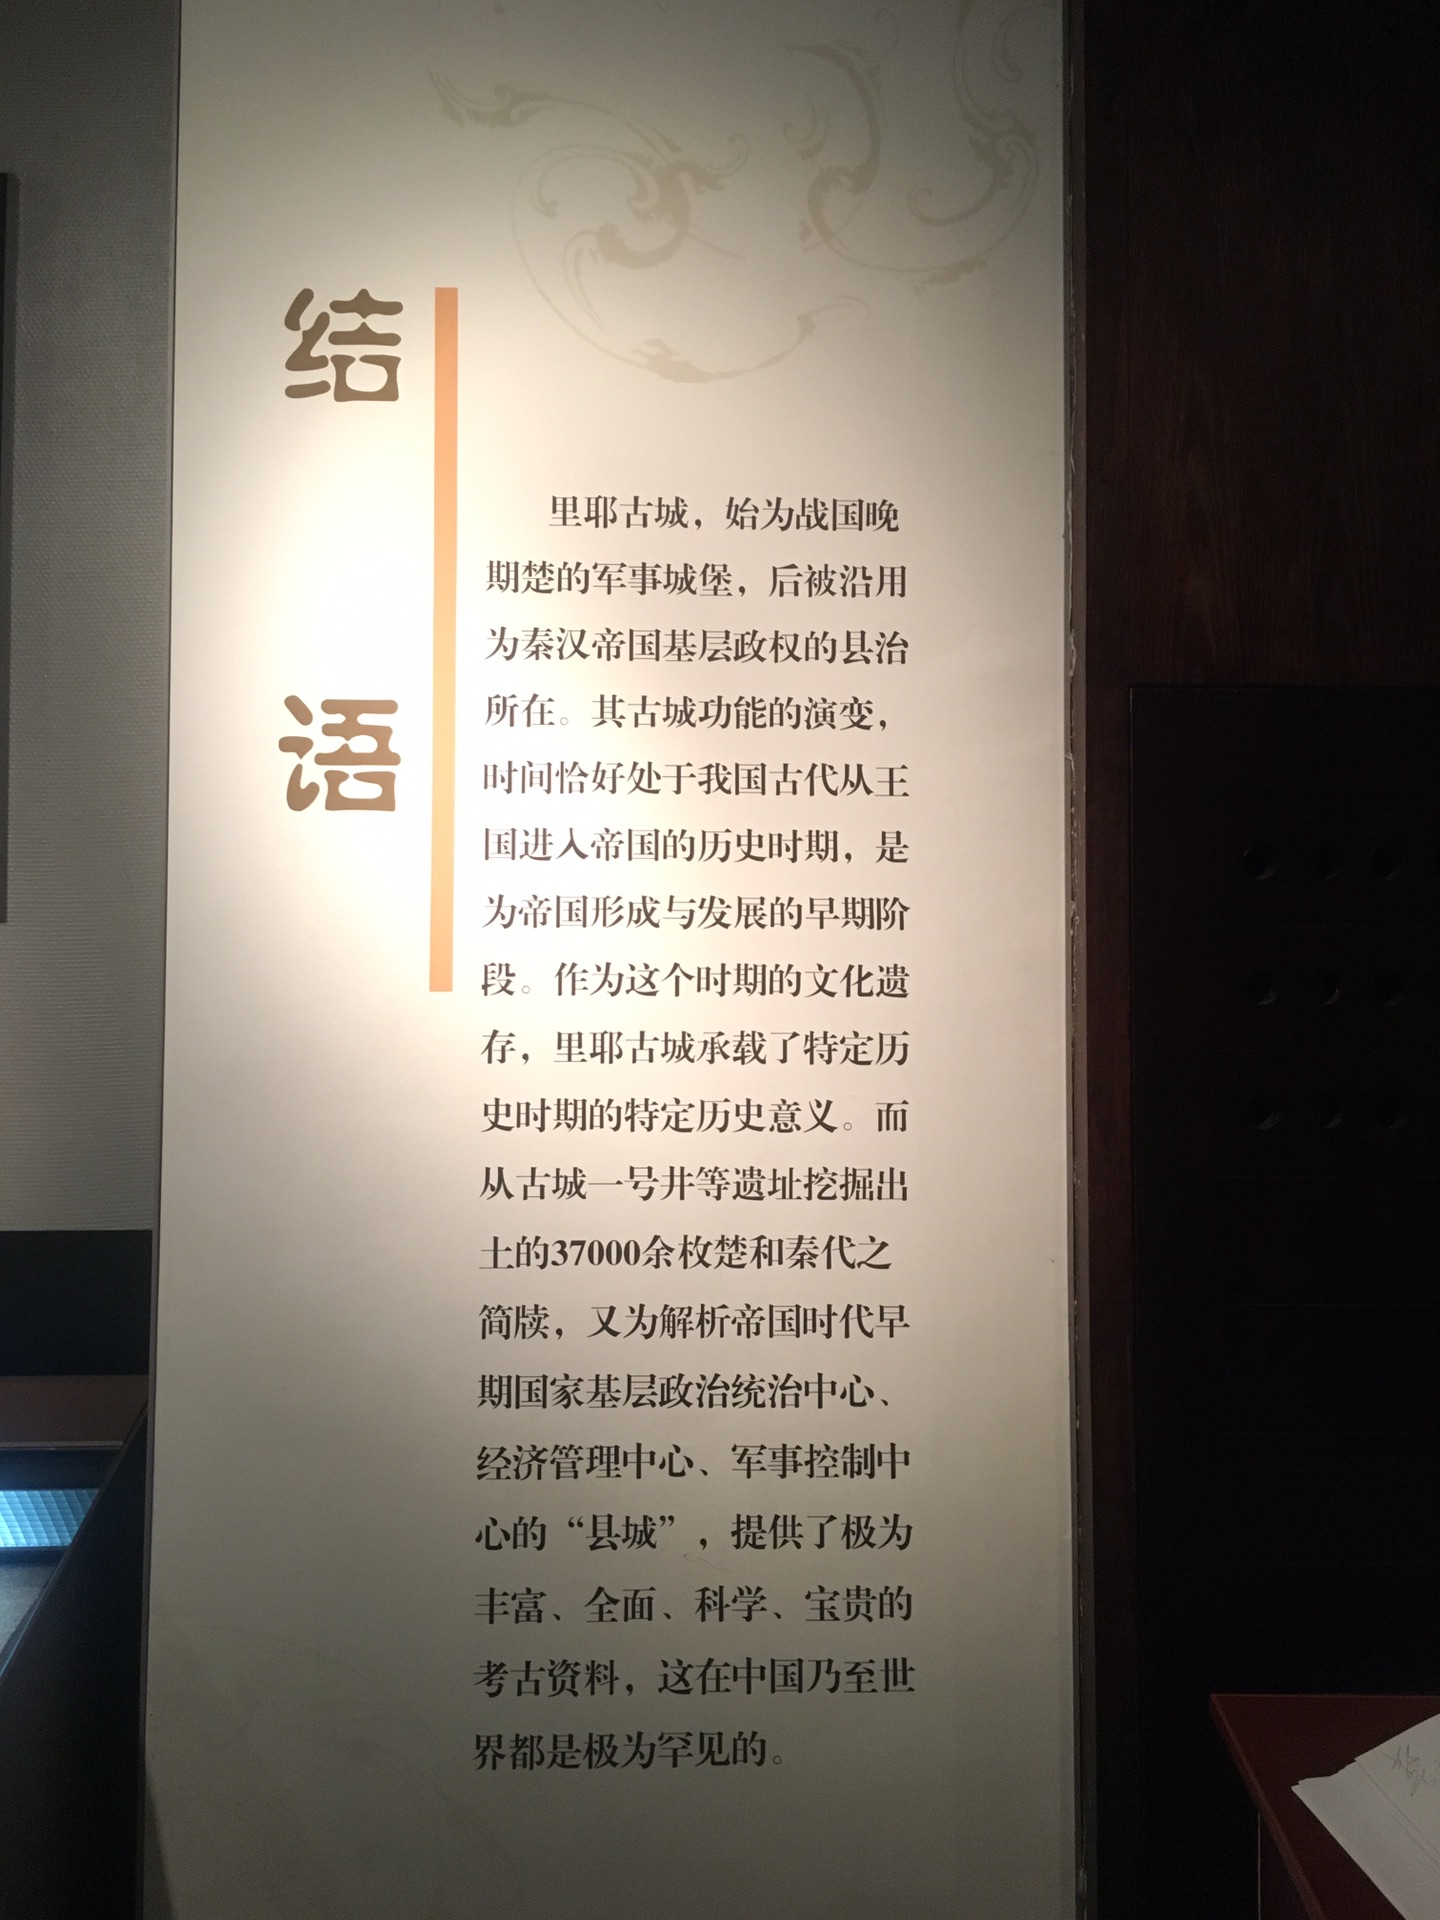 结语
里耶古城，始为战国晚
期楚的军事城堡，后被沿用
为秦汉帝国基层政权的县治
所在。其古城功能的演变，
时间恰好处于我国古代从王
国进入帝国的历史时期，是
为帝国形成与发展的早期阶
段。作为这个时期的文化遗
存，里耶古城承载了特定历
史时期的特定历史意义。而
从古城一号井等遗址挖掘出
土的37000余枚楚和秦代之
简牍，又为解析帝国时代早
期国家基层政治统治中心、
经济管理中心、军事控制中
心的“县城”，提供了极为
丰富、全面、科学、宝贵的
考古资料，这在中国乃至世
界都是极为罕见的。